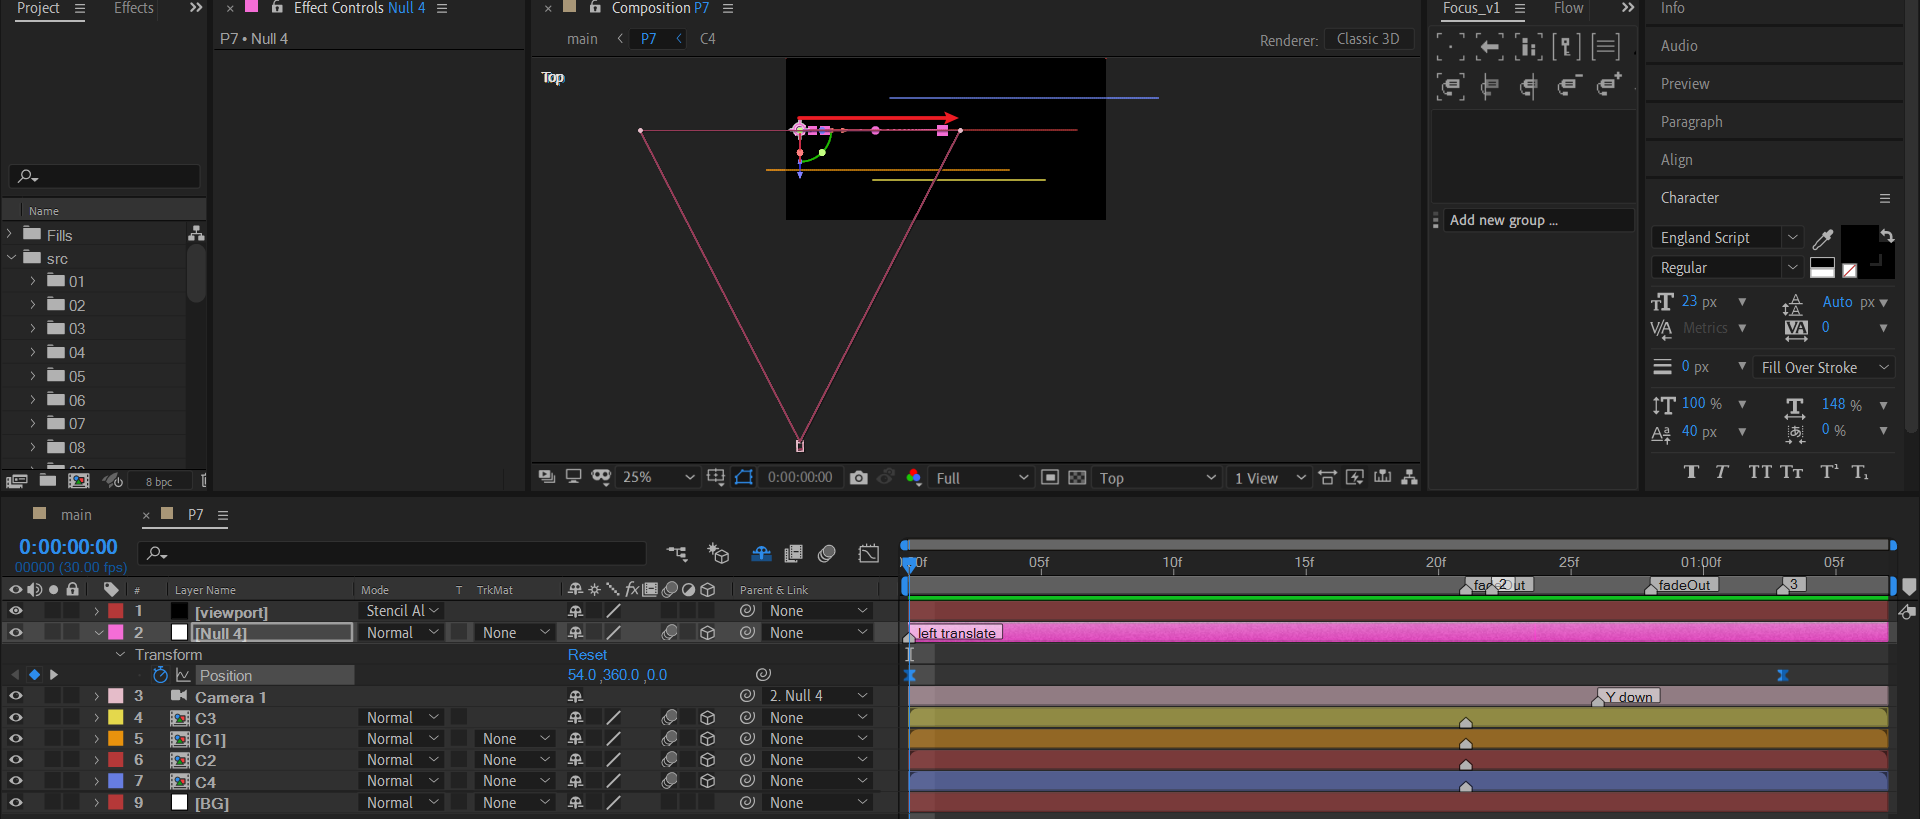 Project
Effects
Effect Controls Null 4
Composition P7
Focus_v1
Flow
Info
P7 • Null 4
main
P7
C4
Renderer:
Classic 3D
Audio
Top
Preview
Paragraph
Align
Character
Name
Add new group ...
Fills
England Script
src
Regular
01
02
23 px
Auto px
03
Metrics
0
04
05
0 px
Fill Over Stroke
06
100 %
148 %
07
40 px
0 %
08
8 bpc
25%
0:00:00:00
Full
Top
1 View
main
P7
0:00:00:00
00000 (30.00 fps)
05f
10f
15f
20f
25f
01:00f
05f
# Layer Name
Mode
T TrkMat
Parent & Link
2
fadeOut
3
1 [viewport]
Stencil Al
None
2 [Null 4]
Normal
None
None
left translate
Transform
Reset
Position
54.0 ,360.0 ,0.0
3 Camera 1
2. Null 4
Y down
4 C3
Normal
None
5 [C1]
Normal
None
None
6 C2
Normal
None
None
7 C4
Normal
None
None
9 [BG]
Normal
None
None